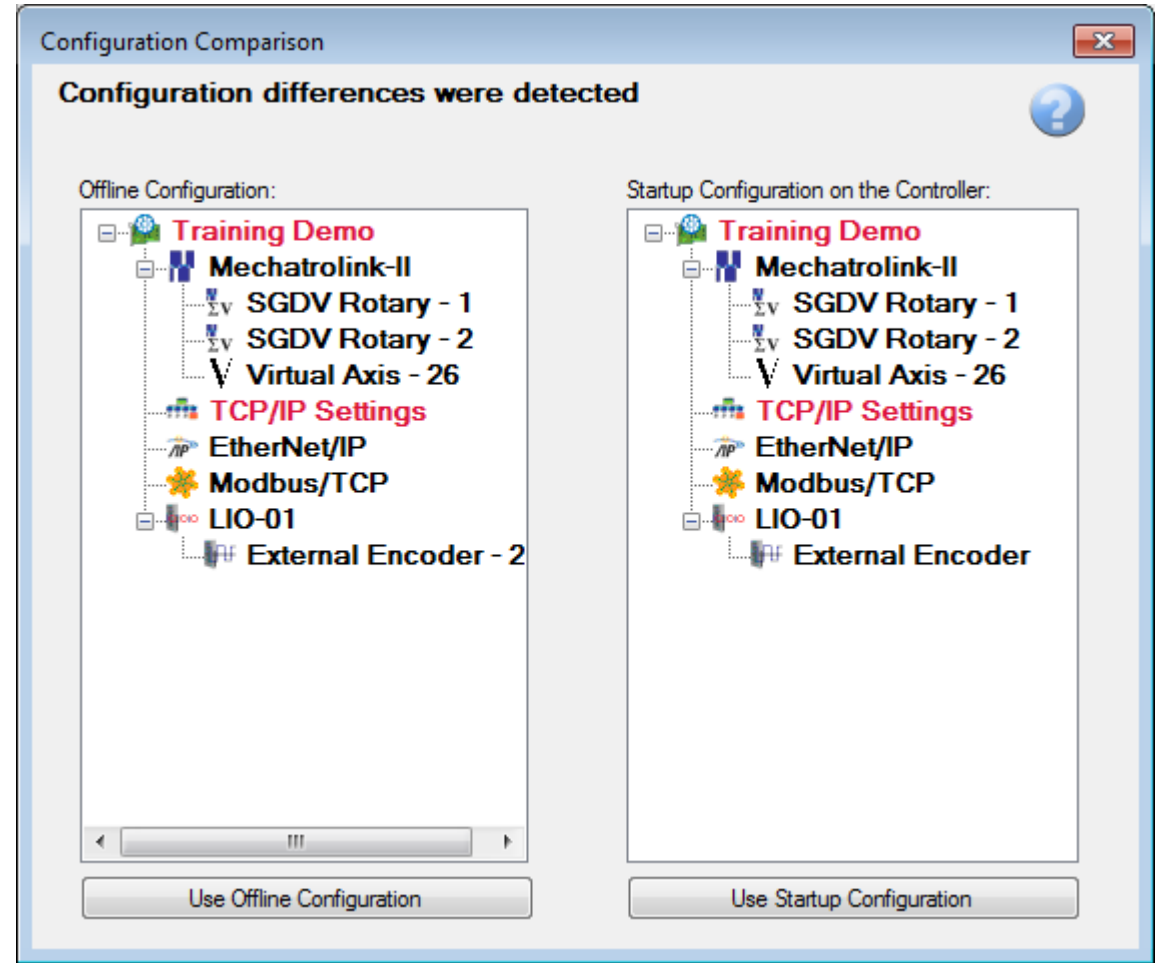 Configuration Comparison
Configuration differences were detected
Offline Configuration:
Training Demo
Mechatrolink-II
SGDV Rotary - 1
SGDV Rotary - 2
Virtual Axis - 26
TCP/IP Settings
EtherNet/IP
Modbus/TCP
LIO-01
External Encoder - 2
Use Offline Configuration
Startup Configuration on the Controller:
Training Demo
Mechatrolink-II
SGDV Rotary - 1
SGDV Rotary - 2
Virtual Axis - 26
TCP/IP Settings
EtherNet/IP
Modbus/TCP
LIO-01
External Encoder
Use Startup Configuration